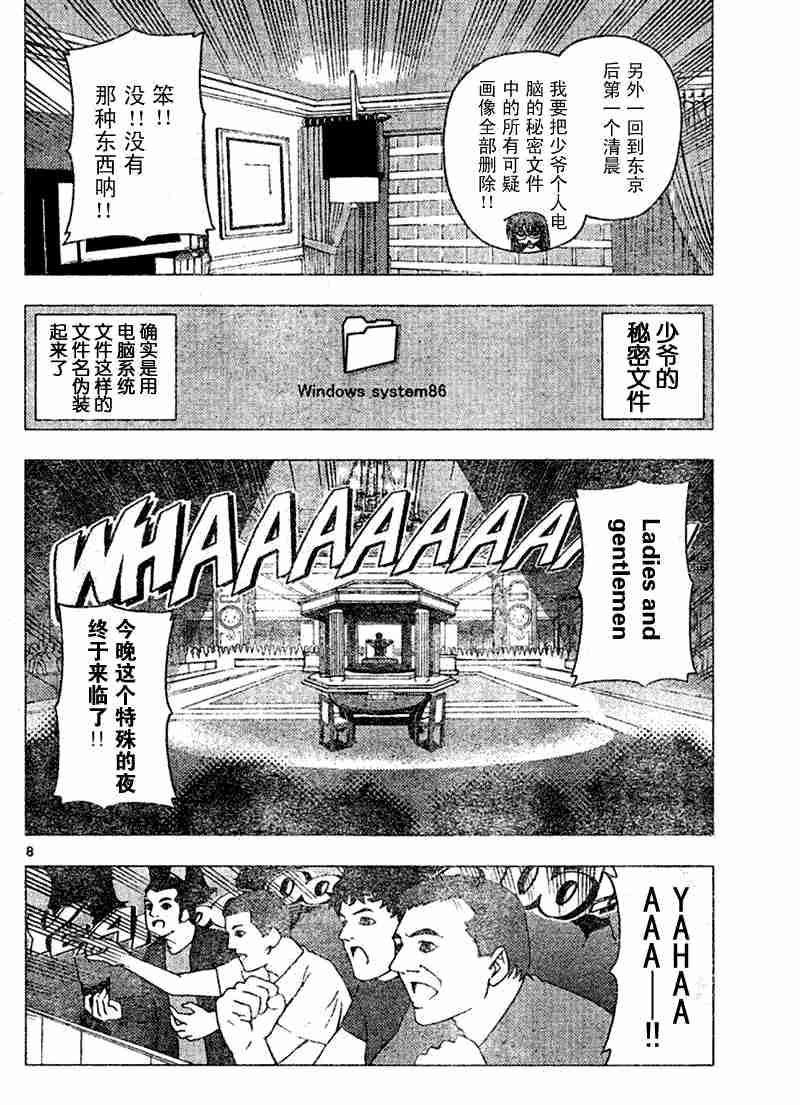 另外一回到东京
后第一个清晨
我要把少爷个人电
脑的秘密文件
中的所有可疑
画像全部删除!!
笨!!
没!!没有
那种东西呐!!
少爷的
秘密文件
Windows system86
确实是用
电脑系统
文件这样的
文件名伪装
起来了
WHAAAAAAAAA
Ladies and
gentlemen
今晚这个特殊的夜
终于来临了!!
8
YAHAA
AAA—!!